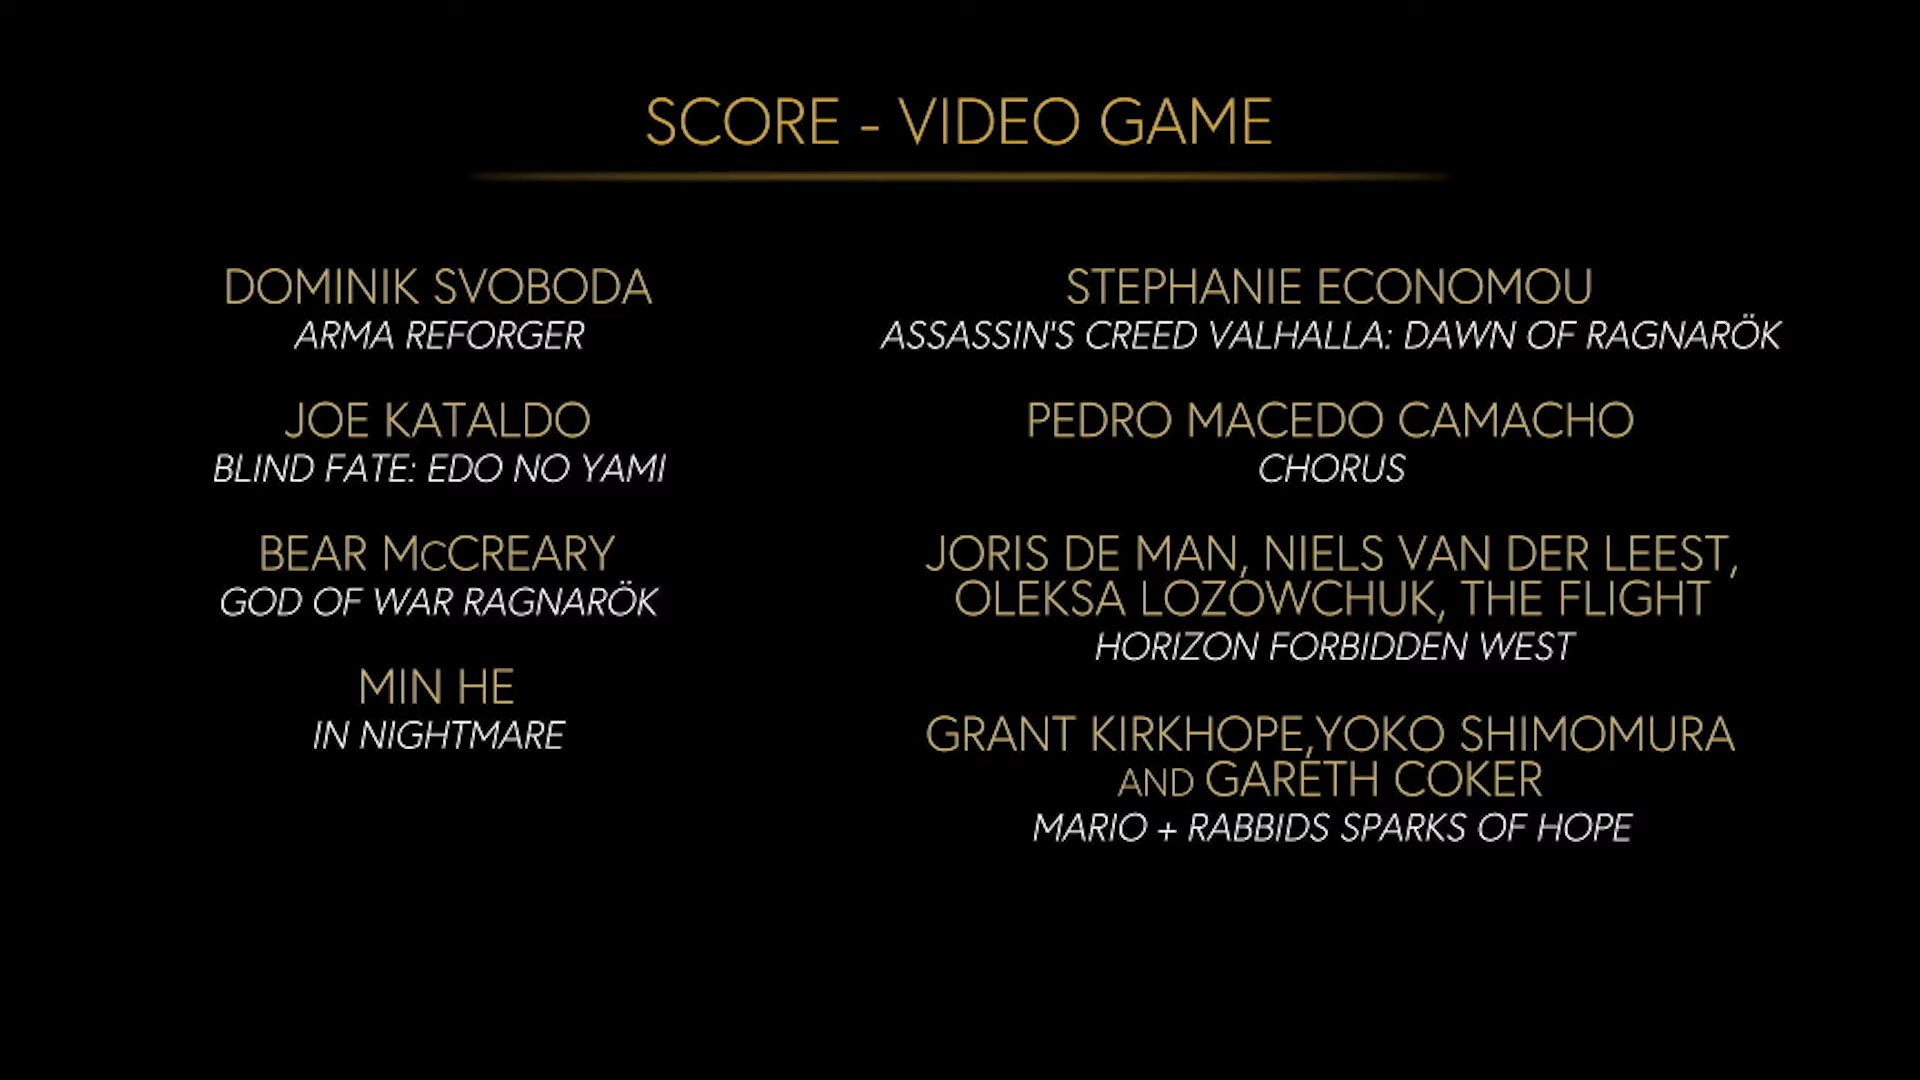 SCORE - VIDEO GAME
DOMINIK SVOBODA
ARMA REFORGER
JOE KATALDO
BLIND FATE: EDO NO YAMI
BEAR McCREARY
GOD OF WAR RAGNARÖK
MIN HE
IN NIGHTMARE
STEPHANIE ECONOMOU
ASSASSIN'S CREED VALHALLA: DAWN OF RAGNARÖK
PEDRO MACEDO CAMACHO
CHORUS
JORIS DE MAN, NIELS VAN DER LEEST,
OLEKSA LOZOWCHUK, THE FLIGHT
HORIZON FORBIDDEN WEST
GRANT KIRKHOPE,YOKO SHIMOMURA
AND GARETH COKER
MARIO + RABBIDS SPARKS OF HOPE